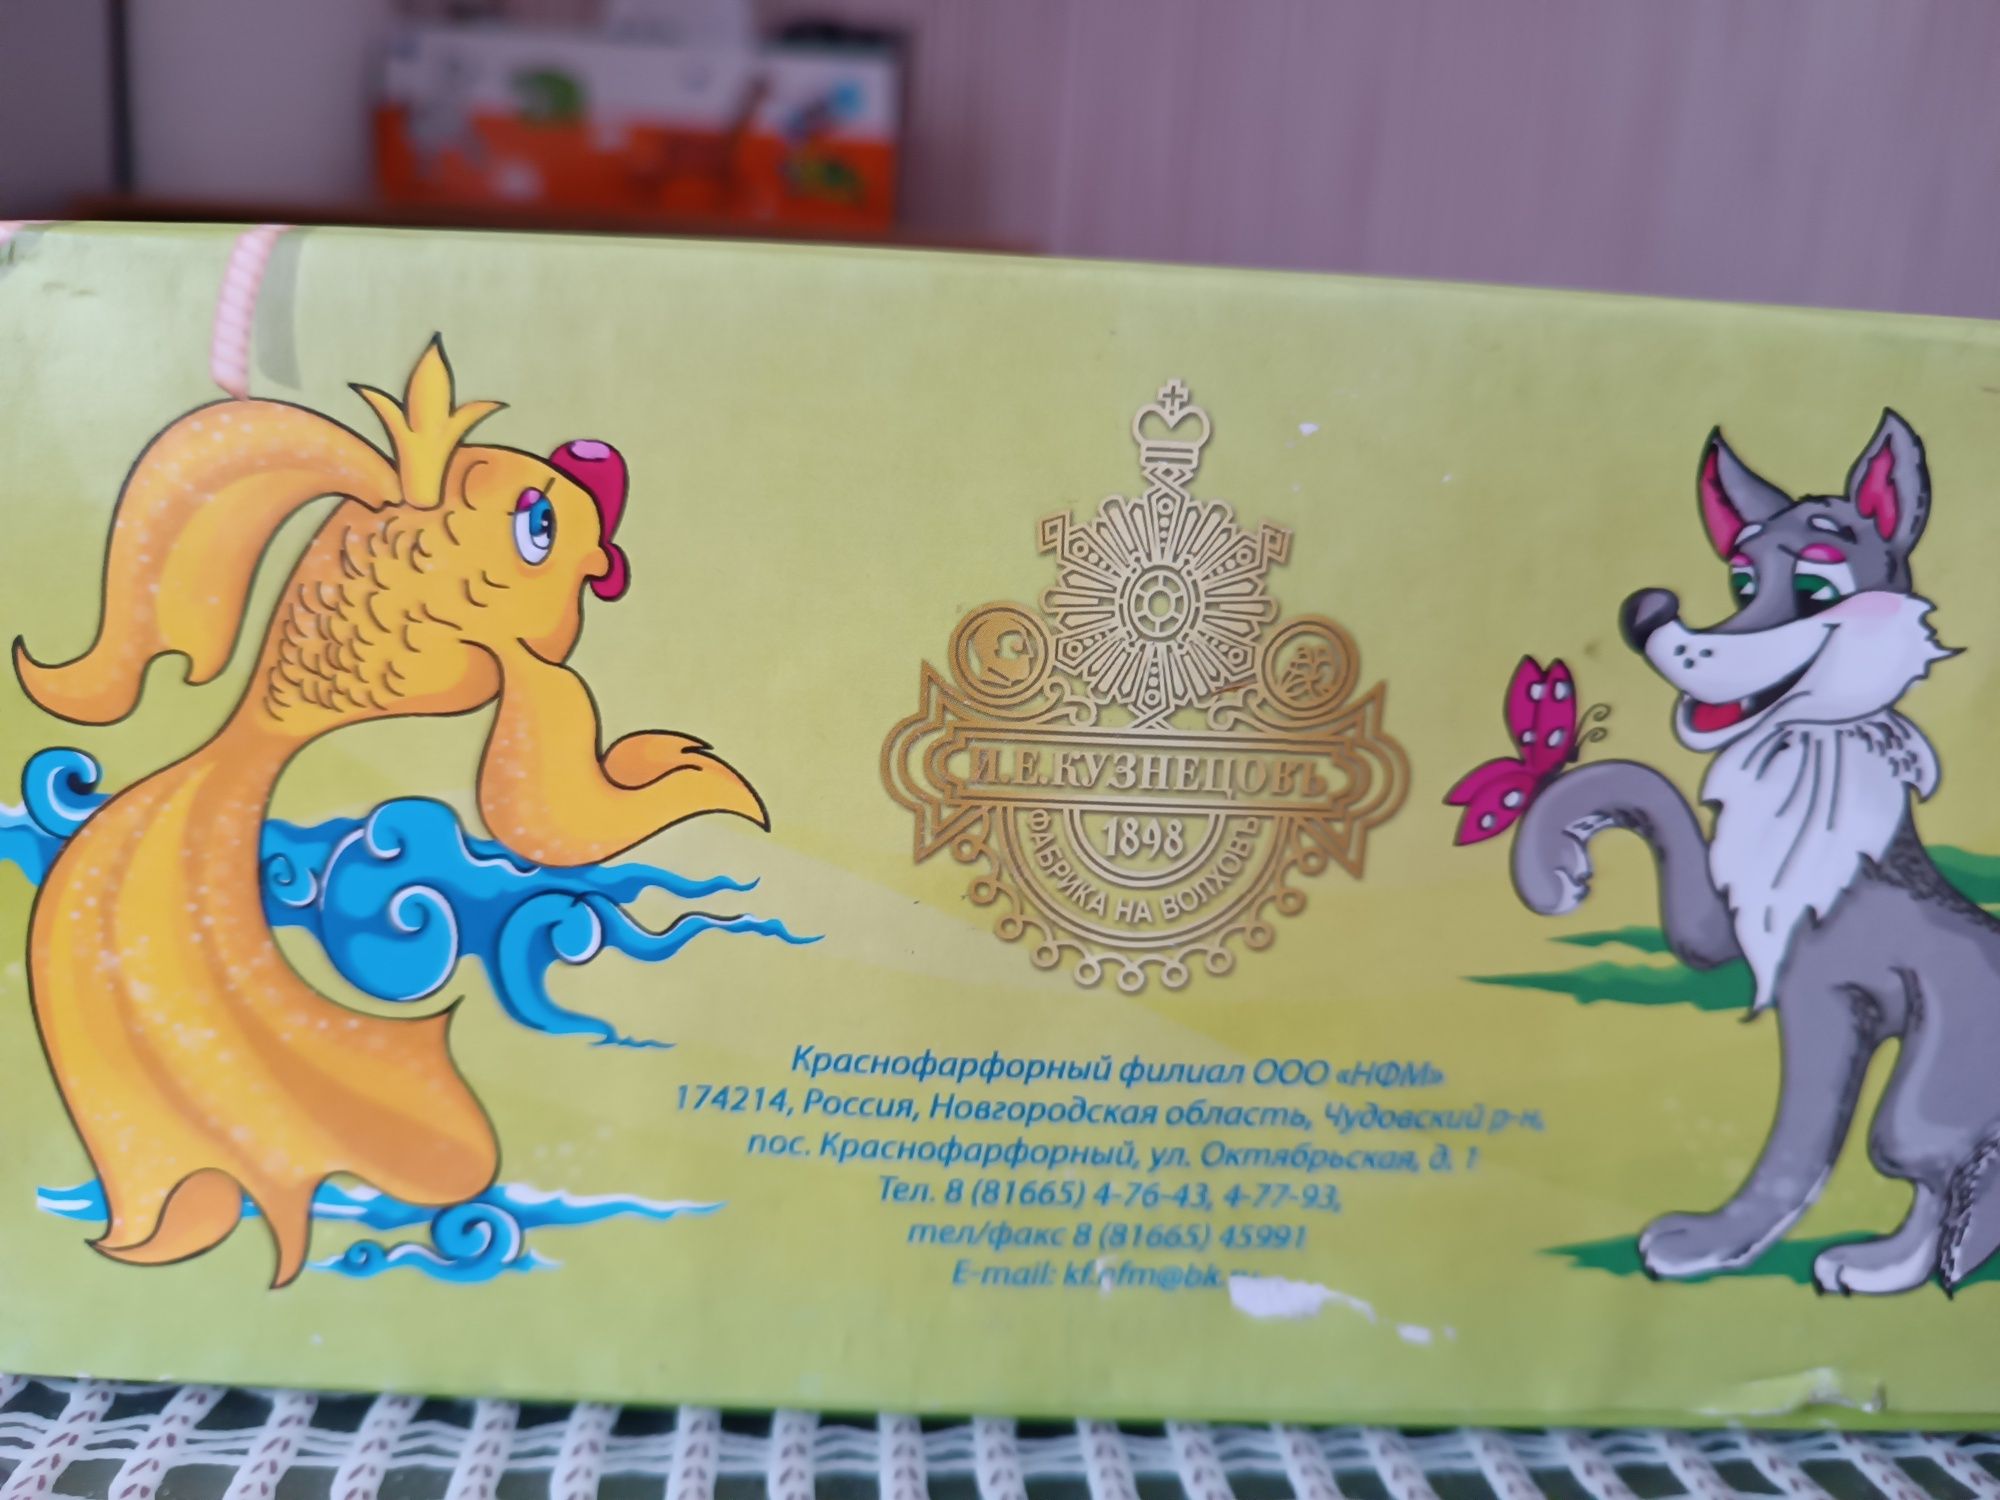 И.Е.КУЗНЕЦОВЪ
1898
ФАБРИКА НА ВОЛХОВЪ
Краснофарфорный филиал ООО «НФМ»
174214, Россия, Новгородская область, Чудовский р-н,
пос. Краснофарфорный, ул. Октябрьская, д. 1
Тел. 8 (81665) 4-76-43, 4-77-93,
тел/факс 8 (81665) 45991
E-mail: